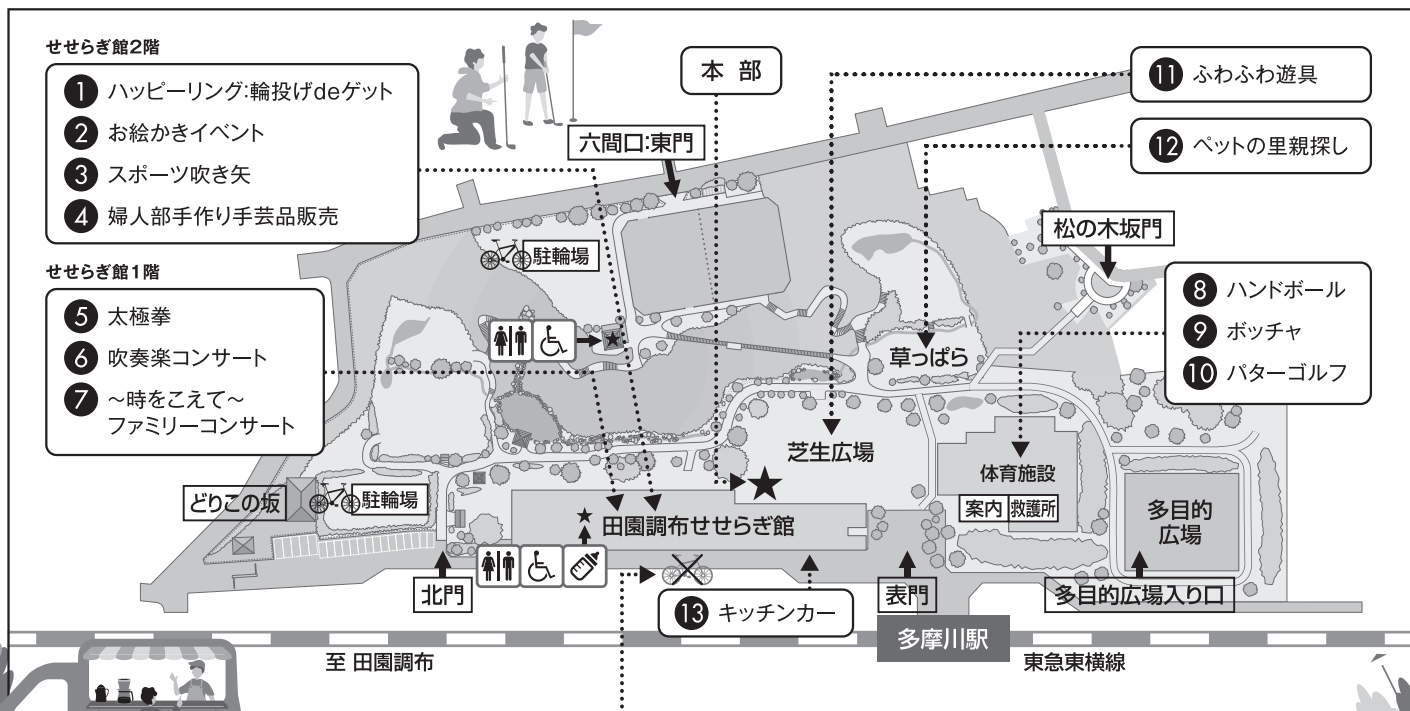 せせらぎ館2階
1 ハッピーリング:輪投げdeゲット
2 お絵かきイベント
3 スポーツ吹き矢
4 婦人部手作り手芸品販売
せせらぎ館1階
5 太極拳
6 吹奏楽コンサート
7 ～時をこえて～
ファミリーコンサート
本 部
六間口:東門
11 ふわふわ遊具
12 ペットの里親探し
松の木坂門
8 ハンドボール
9 ボッチャ
10 パターゴルフ
駐輪場
草っぱら
芝生広場
体育施設
案内 救護所
多目的
広場
どりこの坂
駐輪場
田園調布せせらぎ館
北門
13 キッチンカー
表門
多目的広場入り口
多摩川駅
至 田園調布
東急東横線